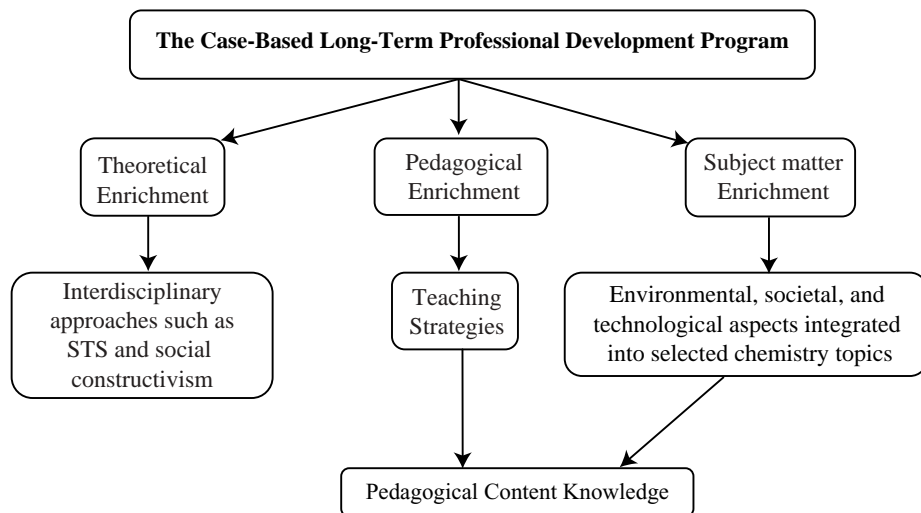 The Case-Based Long-Term Professional Development Program
Theoretical
Enrichment
Pedagogical
Enrichment
Subject matter
Enrichment
Interdisciplinary
approaches such as
STS and social
constructivism
Teaching
Strategies
Environmental, societal, and
technological aspects integrated
into selected chemistry topics
Pedagogical Content Knowledge